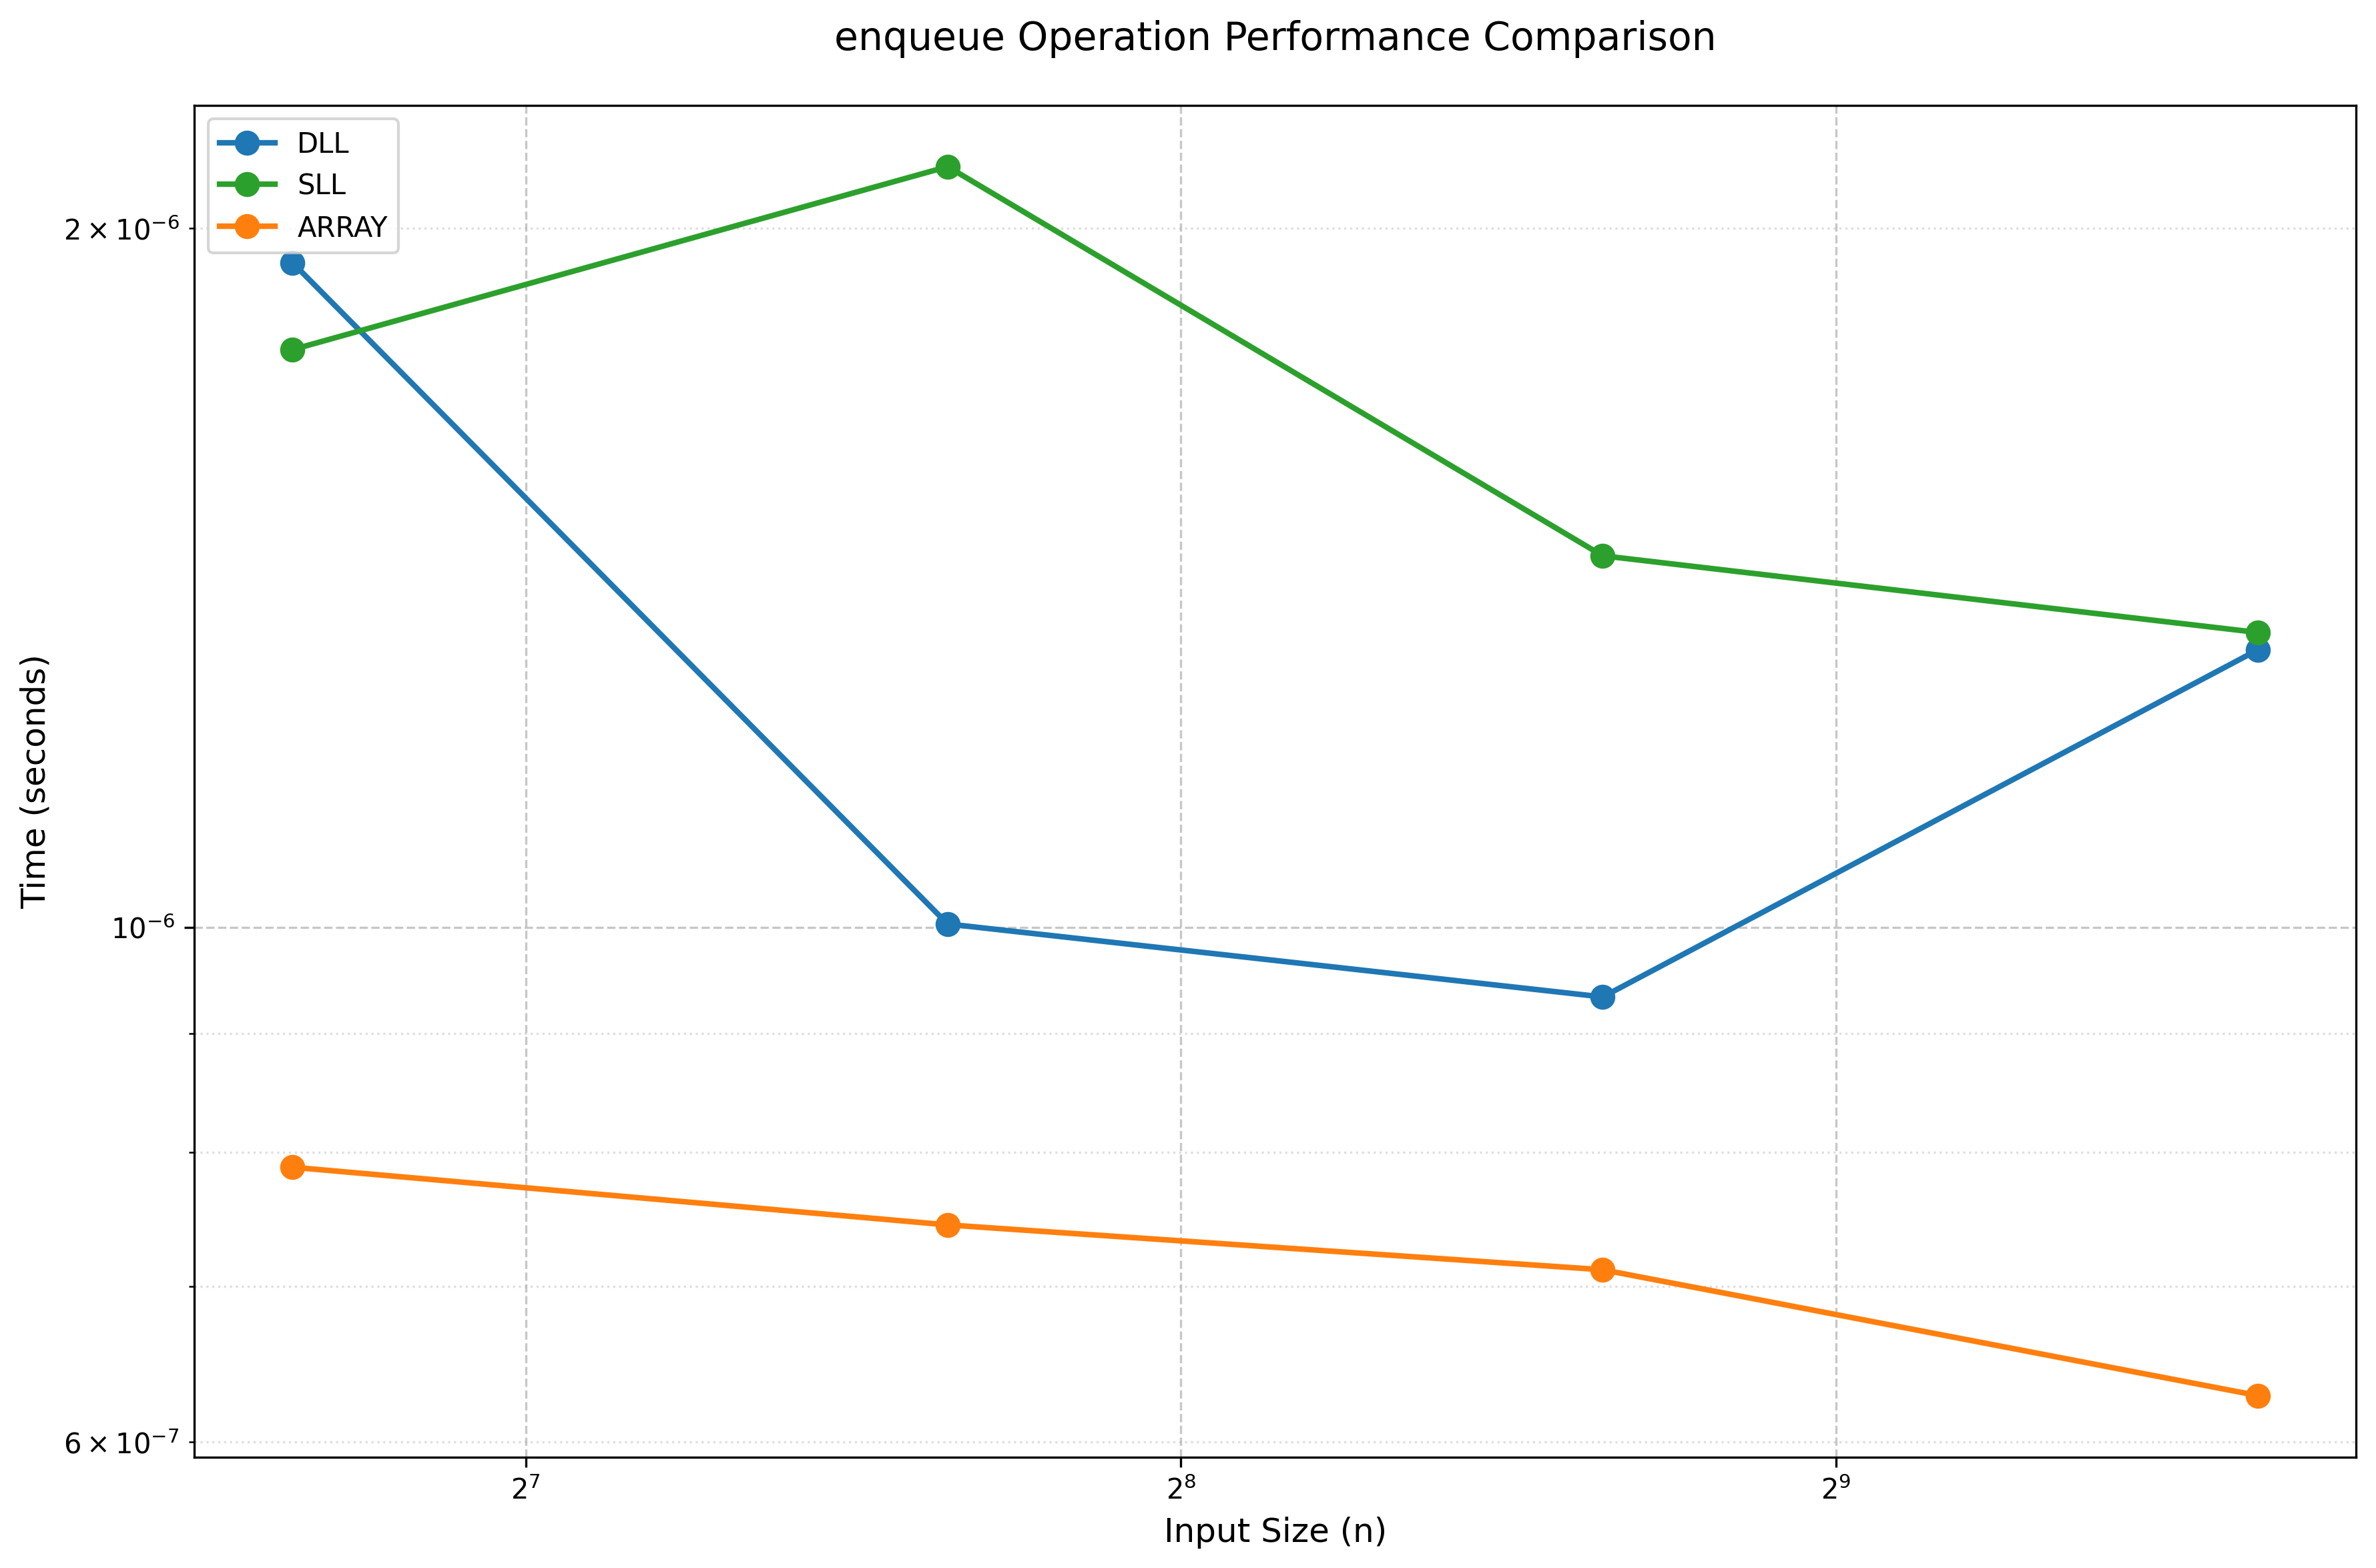 enqueue Operation Performance Comparison
DLL
SLL
ARRAY
Time (seconds)
2 × 10⁻⁶
10⁻⁶
6 × 10⁻⁷
2⁷ 2⁸ 2⁹
Input Size (n)